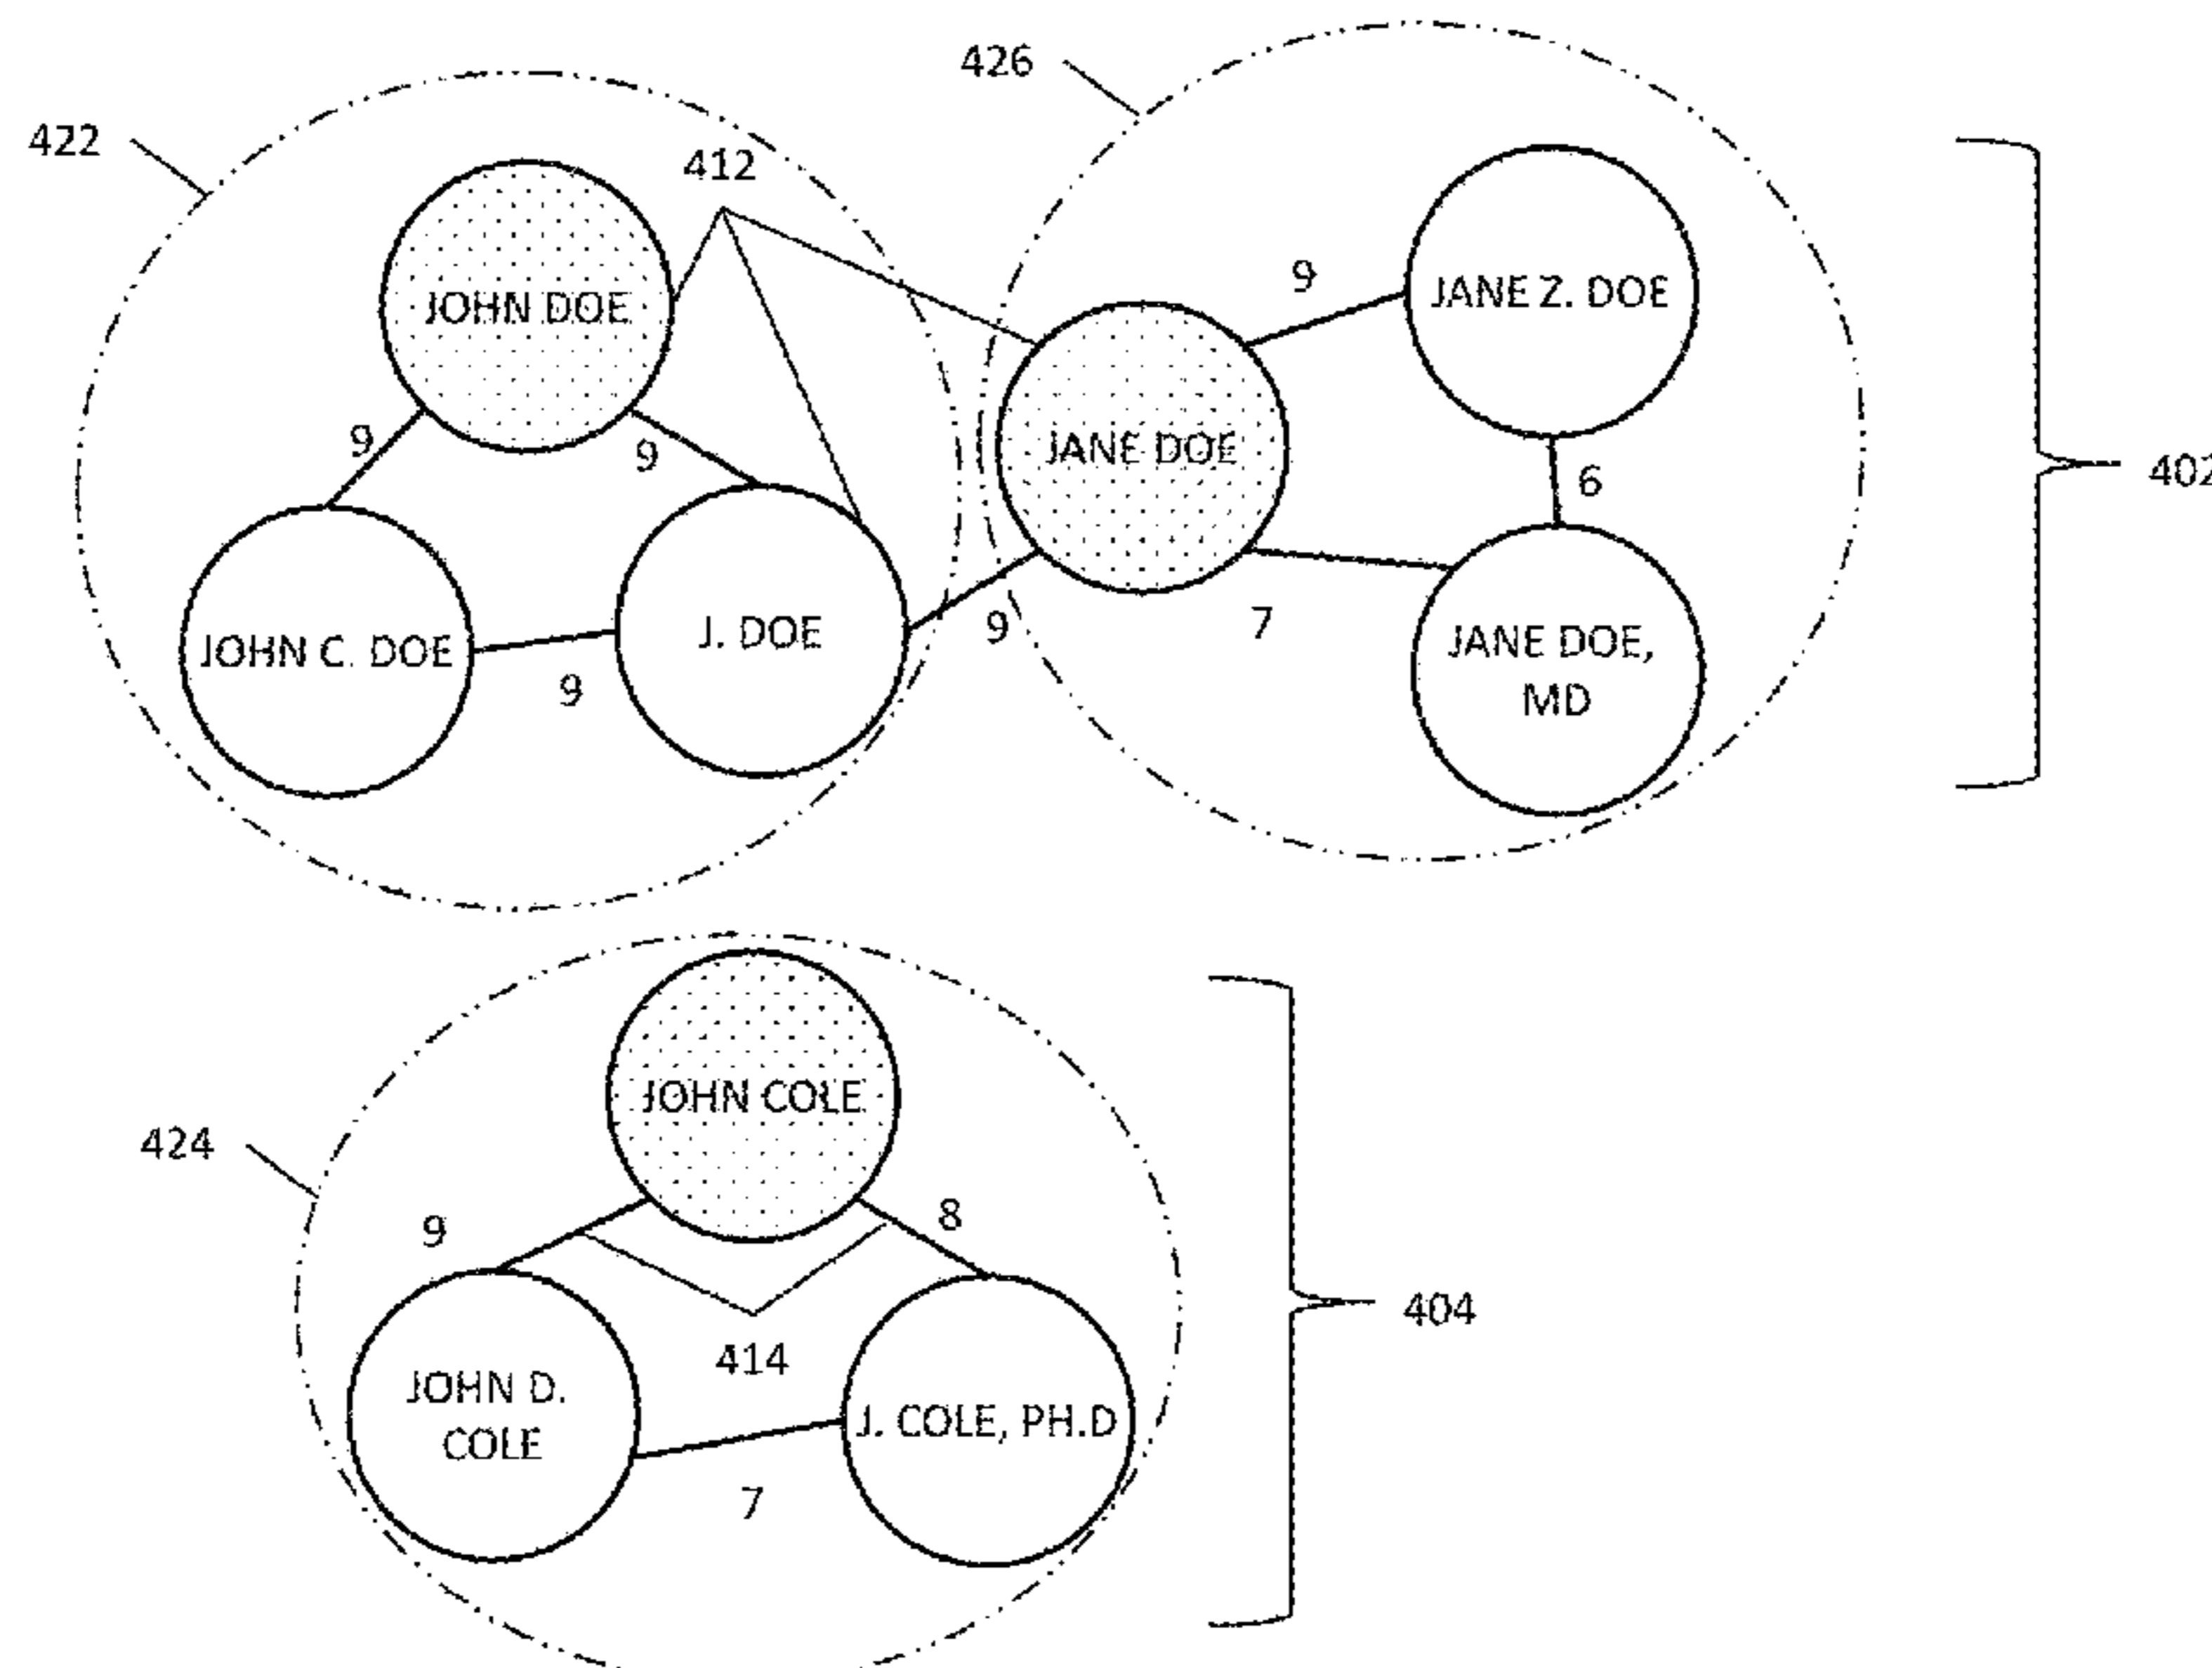 426
422
412
JOHN DOE
9
JANE Z. DOE
JANE DOE
9
9
6
402
JOHN C. DOE
J. DOE
9
9
7
JANE DOE,
MD
JOHN COLE
424
9
8
414
404
JOHN D.
COLE
J. COLE, PH.D
7